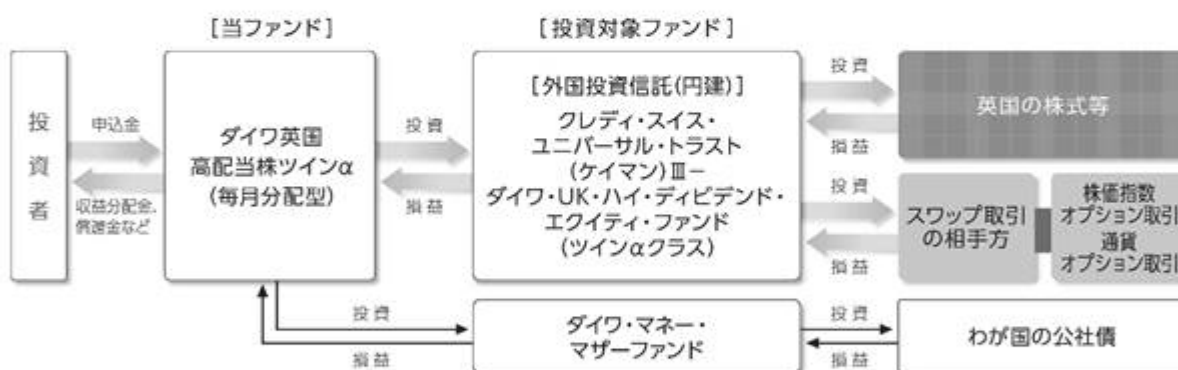 [当ファンド]
[投資対象ファンド]
投資者
申込金
収益分配金、
償還金など
ダイワ英国
高配当株ツインα
(毎月分配型)
投資
損益
[外国投資信託(円建)]
クレディ・スイス・
ユニバーサル・トラスト
(ケイマン)Ⅲ−
ダイワ・UK・ハイ・ディビデンド・
エクイティ・ファンド
(ツインαクラス)
投資
損益
英国の株式等
投資
損益
スワップ取引
の相手方
株価指数
オプション取引
通貨
オプション取引
投資
損益
ダイワ・マネー・
マザーファンド
投資
損益
わが国の公社債